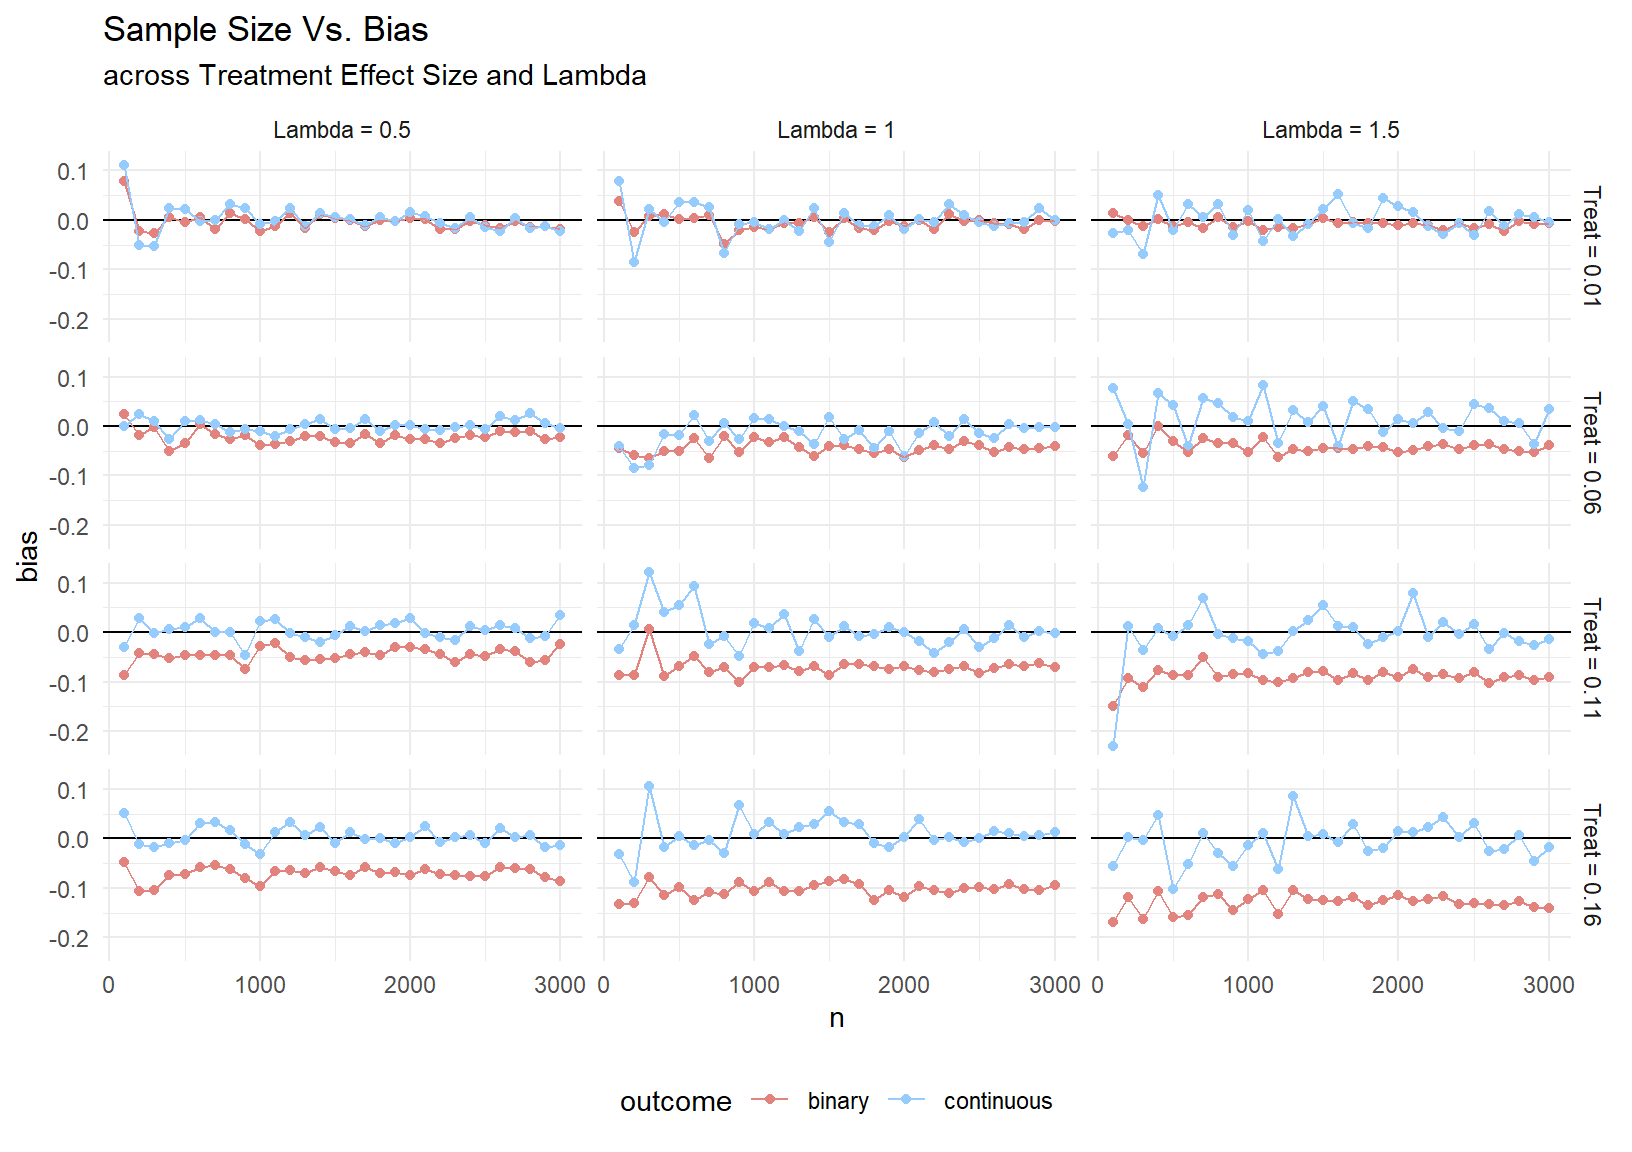 Sample Size Vs. Bias
across Treatment Effect Size and Lambda
Lambda = 0.5
Lambda = 1
Lambda = 1.5
0.1
0.0
-0.1
-0.2
Treat = 0.01
0.1
0.0
-0.1
-0.2
Treat = 0.06
0.1
0.0
-0.1
-0.2
Treat = 0.11
0.1
0.0
-0.1
-0.2
Treat = 0.16
bias
0 1000 2000 3000
0 1000 2000 3000
0 1000 2000 3000
n
outcome binary continuous